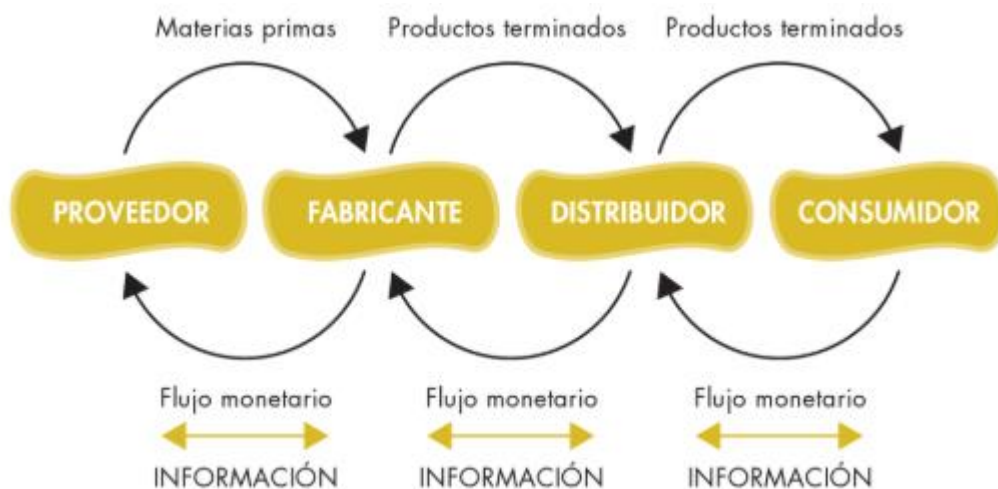 Materias primas
Productos terminados
Productos terminados
PROVEEDOR
FABRICANTE
DISTRIBUIDOR
CONSUMIDOR
Flujo monetario
Flujo monetario
Flujo monetario
INFORMACIÓN
INFORMACIÓN
INFORMACIÓN